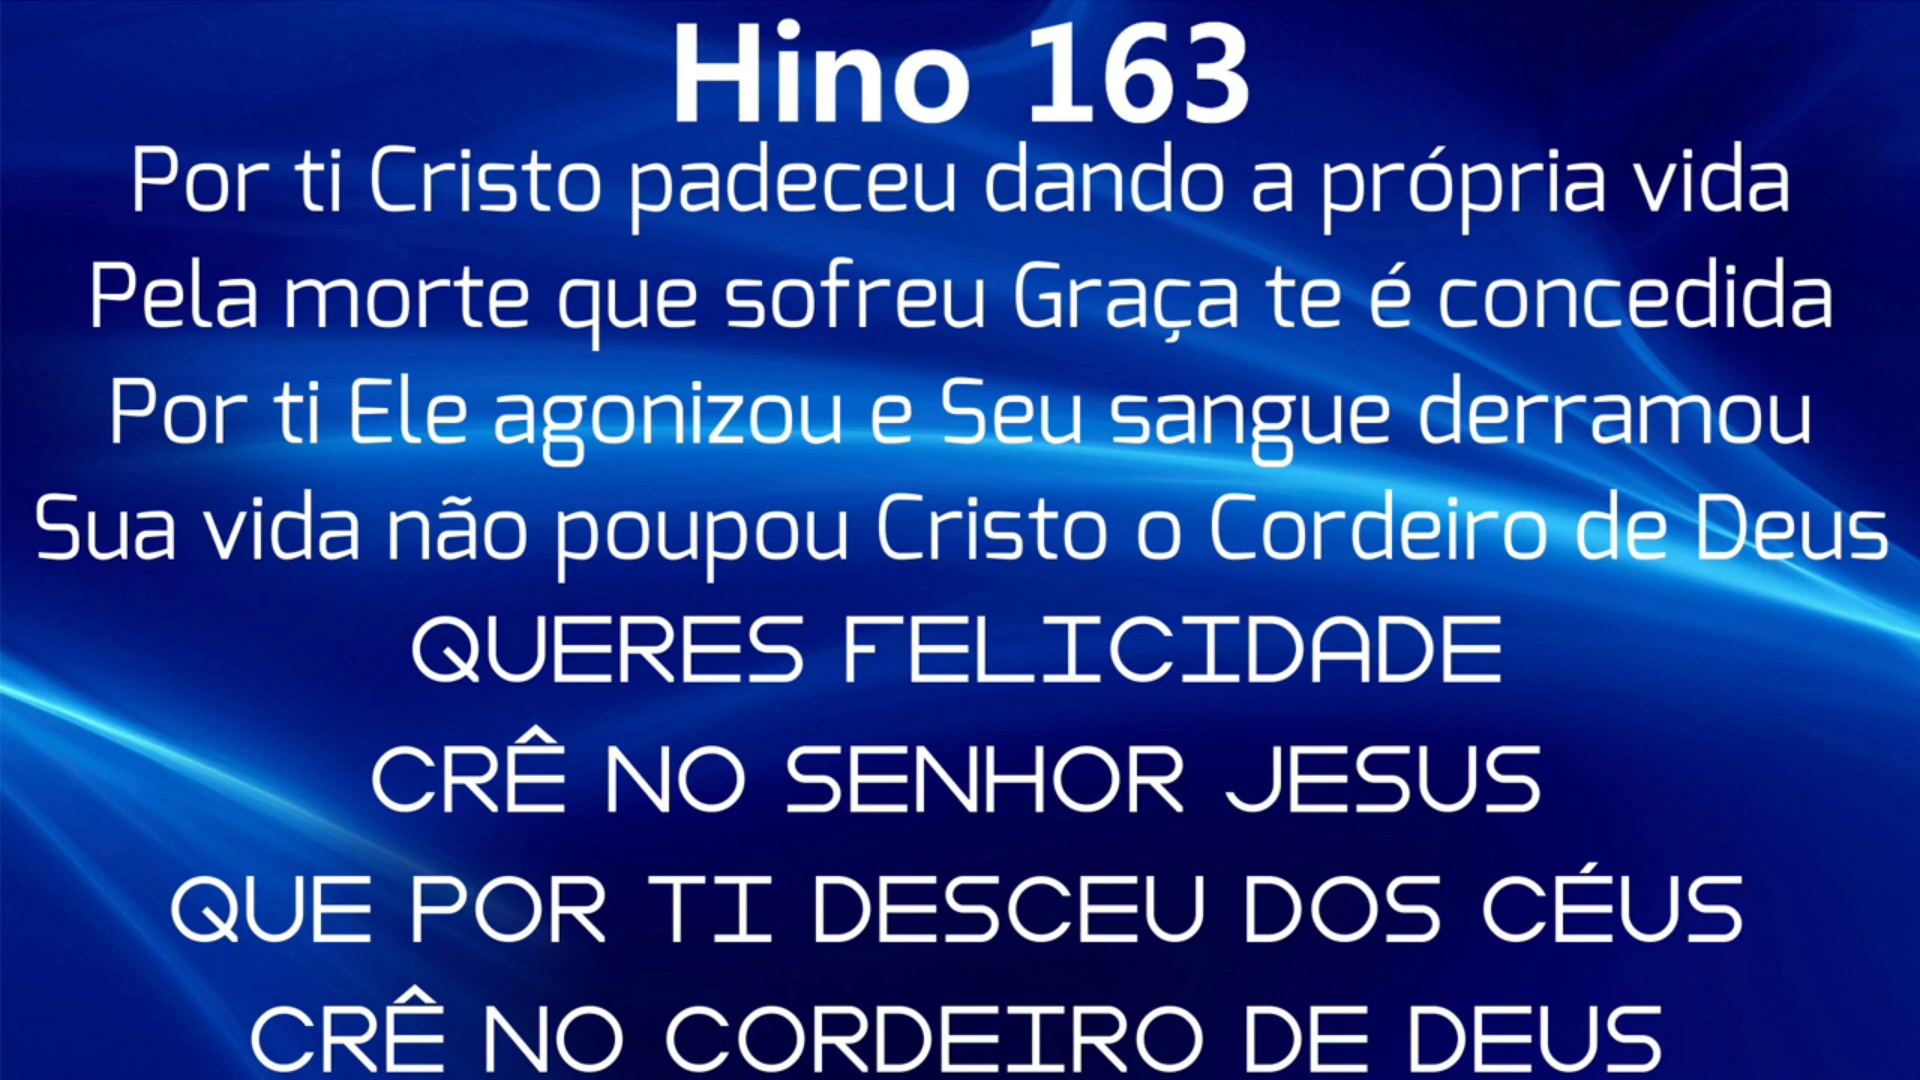 Hino 163
Por ti Cristo padeceu dando a própria vida
Pela morte que sofreu Graça te é concedida
Por ti Ele agonizou e Seu sangue derramou
Sua vida não poupou Cristo o Cordeiro de Deus
QUERES FELICIDADE
CRÊ NO SENHOR JESUS
QUE POR TI DESCEU DOS CÉUS
CRÊ NO CORDEIRO DE DEUS